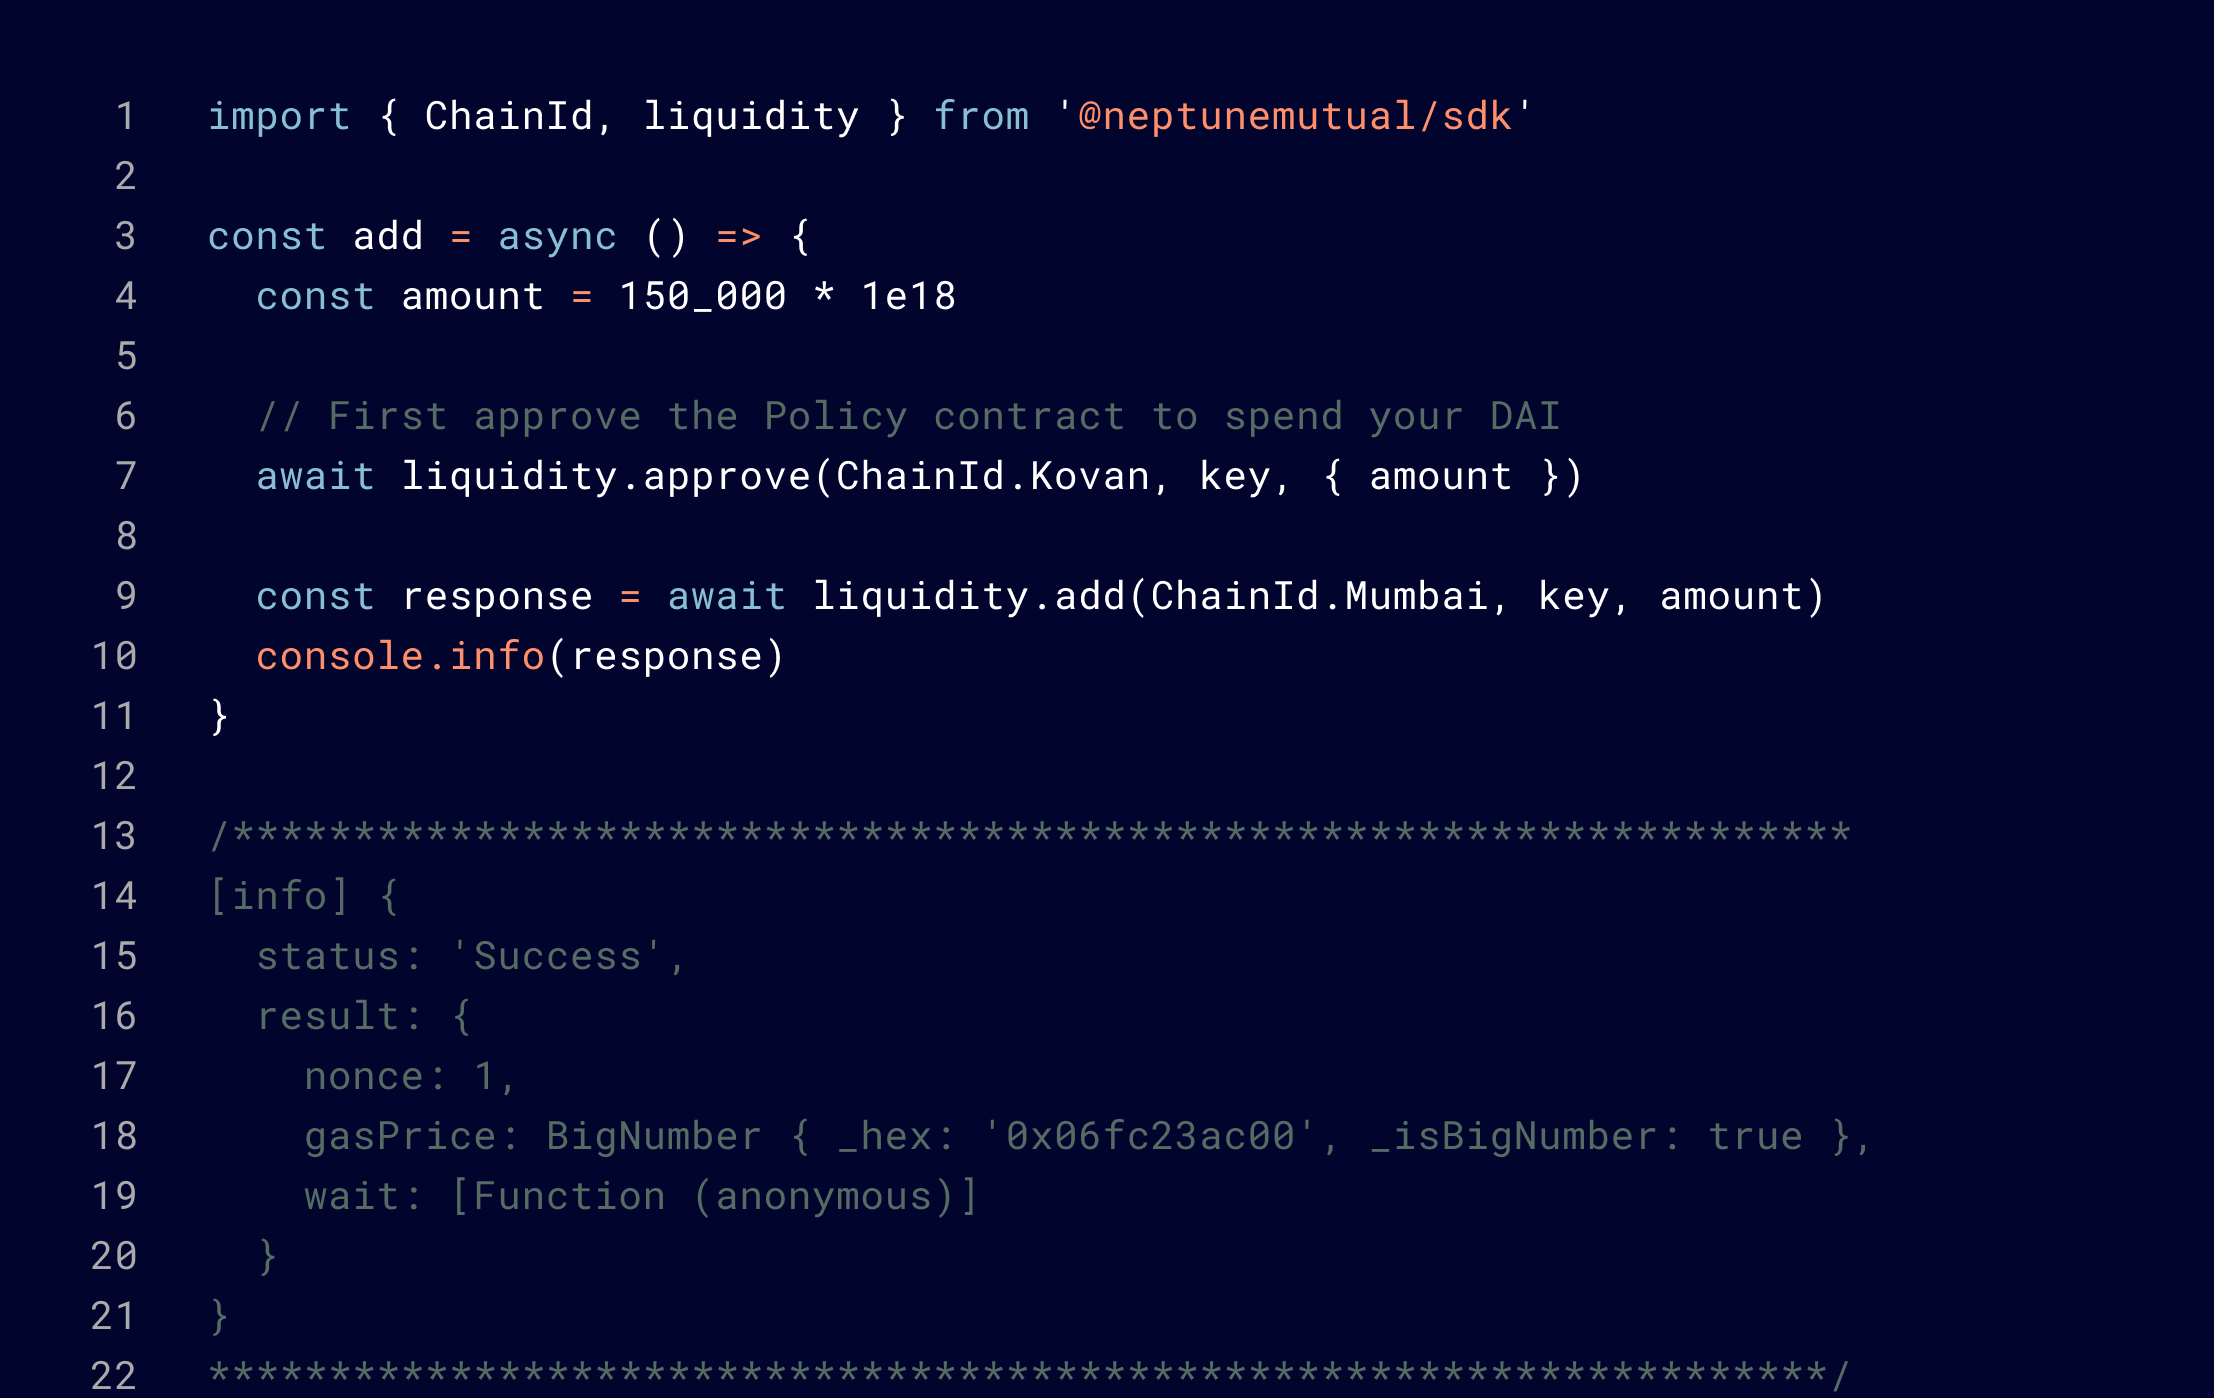 1 import { ChainId, liquidity } from '@neptunemutual/sdk'
2
3 const add = async () => {
4   const amount = 150_000 * 1e18
5
6   // First approve the Policy contract to spend your DAI
7   await liquidity.approve(ChainId.Kovan, key, { amount })
8
9   const response = await liquidity.add(ChainId.Mumbai, key, amount)
10   console.info(response)
11 }
12
13 /*******************************************************************
14 [info] {
15   status: 'Success',
16   result: {
17     nonce: 1,
18     gasPrice: BigNumber { _hex: '0x06fc23ac00', _isBigNumber: true },
19     wait: [Function (anonymous)]
20   }
21 }
22 *******************************************************************/